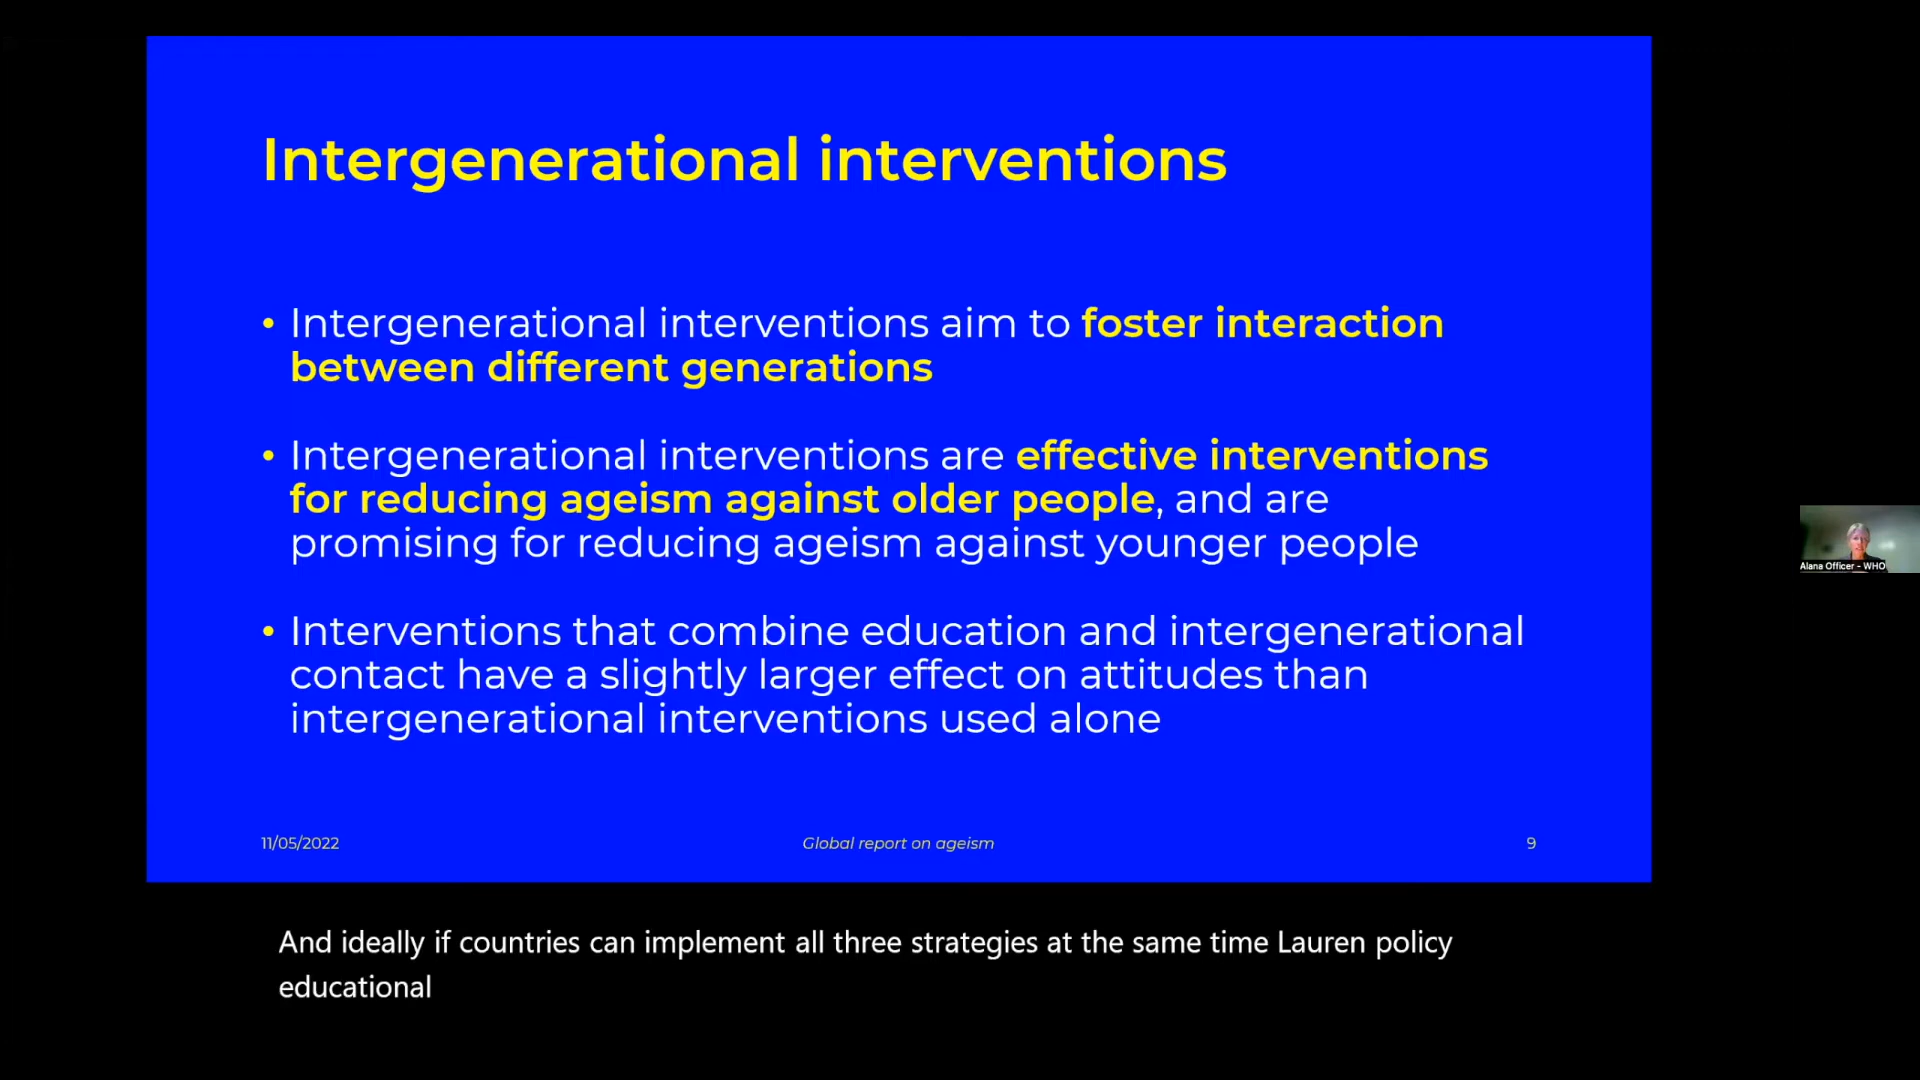 Intergenerational interventions
• Intergenerational interventions aim to foster interaction
between different generations
• Intergenerational interventions are effective interventions
for reducing ageism against older people, and are
promising for reducing ageism against younger people
• Interventions that combine education and intergenerational
contact have a slightly larger effect on attitudes than
intergenerational interventions used alone
11/05/2022
Global report on ageism
9
Alana Officer - WHO
And ideally if countries can implement all three strategies at the same time Lauren policy
educational